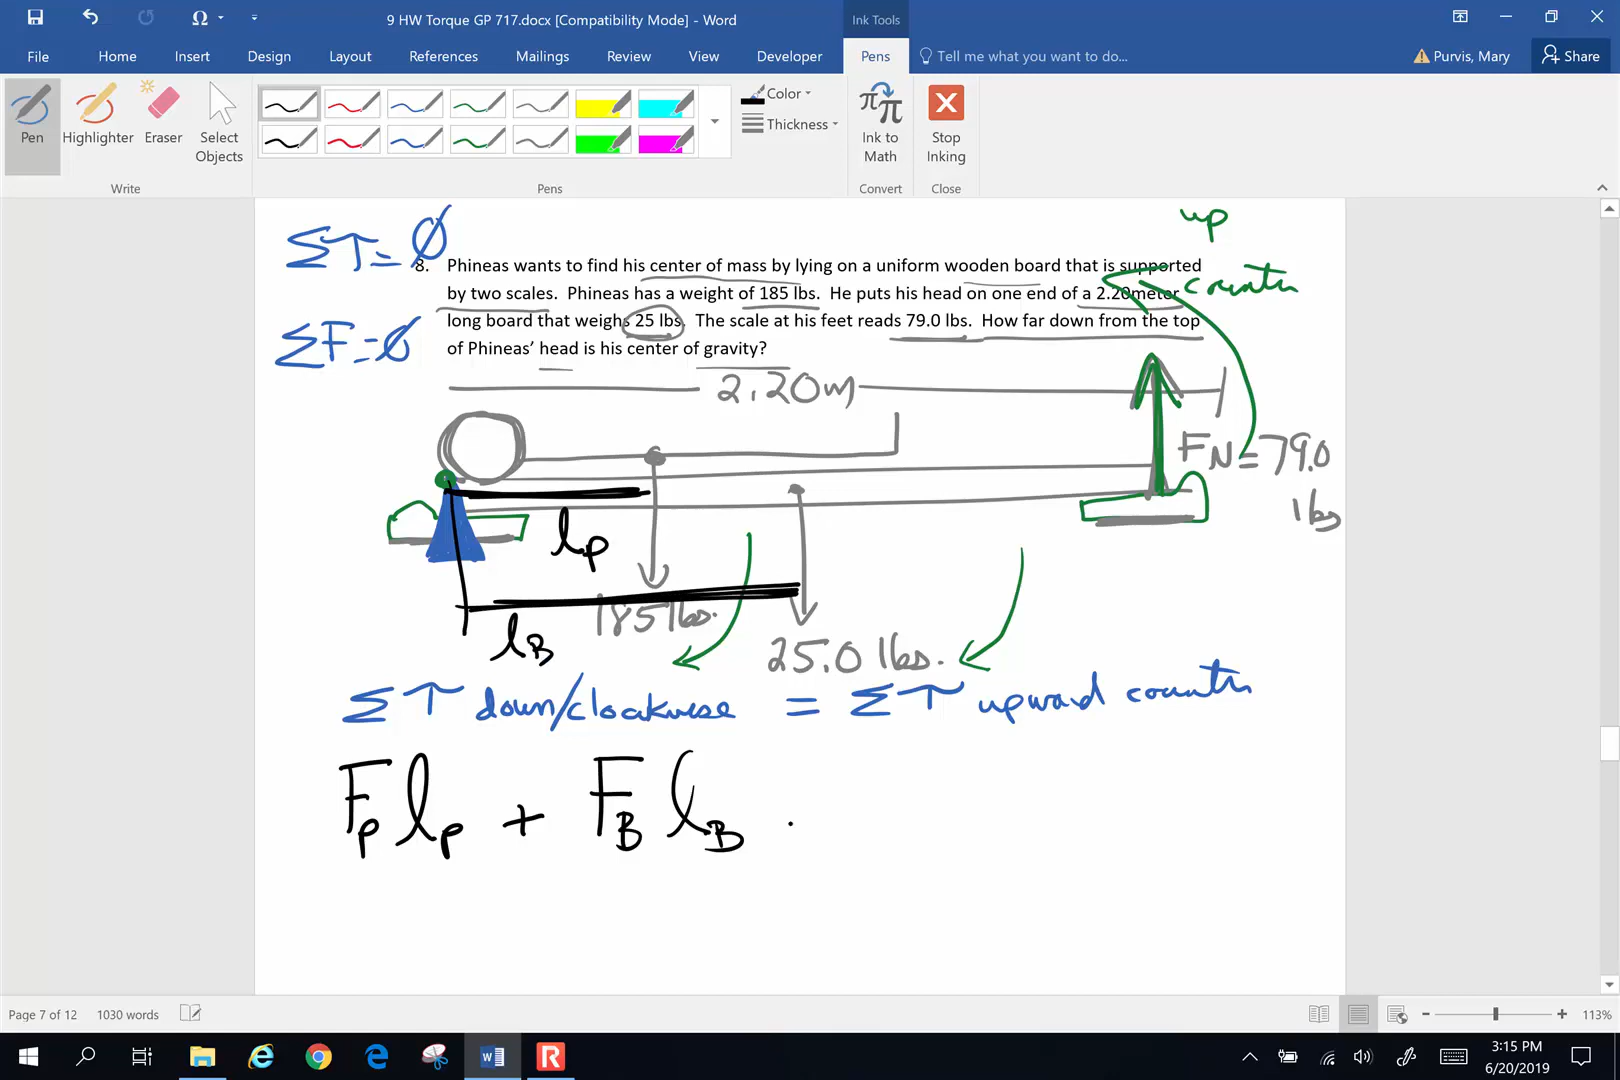 9 HW Torque GP 717.docx [Compatibility Mode] - Word
Ink Tools
File Home Insert Design Layout References Mailings Review View Developer Pens Tell me what you want to do... Purvis, Mary Share
Pen Highlighter Eraser Select Objects
Color
Thickness
Ink to Math
Stop Inking
Write Pens Convert Close
up
counter
Στ = 0
ΣF = 0
8. Phineas wants to find his center of mass by lying on a uniform wooden board that is supported
by two scales. Phineas has a weight of 185 lbs. He puts his head on one end of a 2.20meter
long board that weighs 25 lbs. The scale at his feet reads 79.0 lbs. How far down from the top
of Phineas' head is his center of gravity?
2.20m
FN = 79.0
lbs
lP
185 lbs.
lB
25.0 lbs.
Στ down/clockwise = Στ upward counter
FP lP + FB lB
Page 7 of 12 1030 words 113%
3:15 PM
6/20/2019